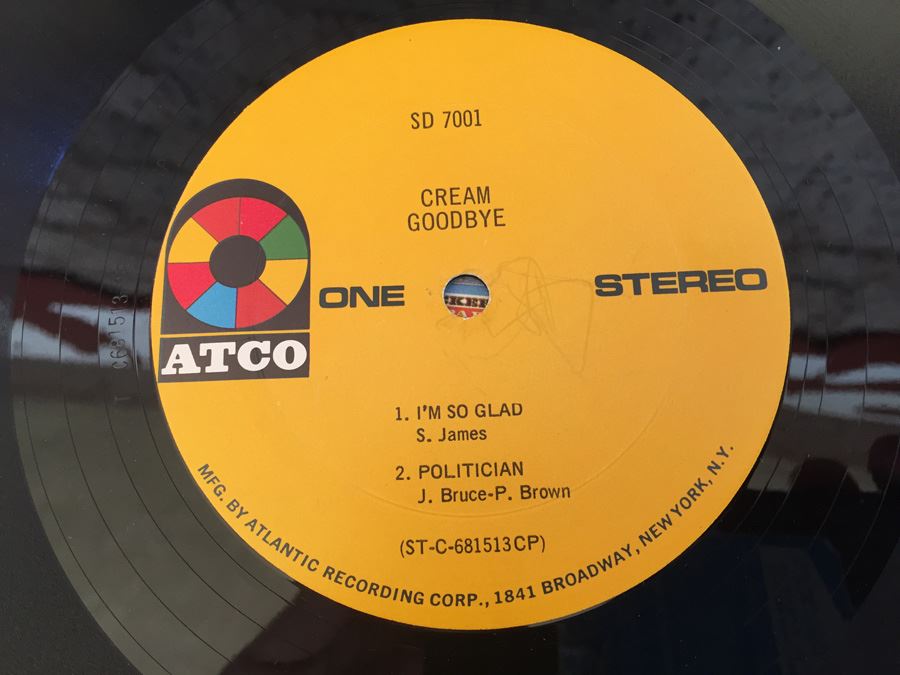 SD 7001
CREAM
GOODBYE
ONE
STEREO
ATCO
1. I'M SO GLAD
S. James
2. POLITICIAN
J. Bruce-P. Brown
(ST-C-681513CP)
MFG. BY ATLANTIC RECORDING CORP., 1841 BROADWAY, NEW YORK, N.Y.